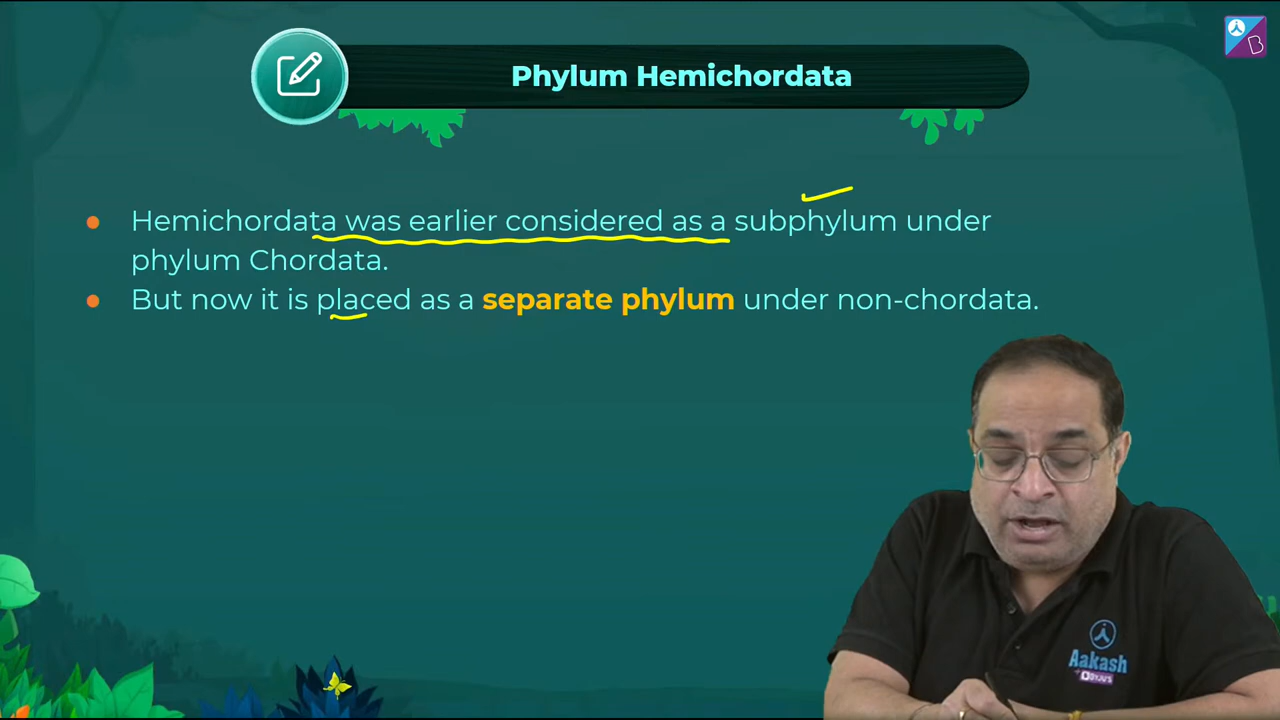 Phylum Hemichordata
Hemichordata was earlier considered as a subphylum under
phylum Chordata.
But now it is placed as a separate phylum under non-chordata.
B
Aakash
BYJU'S